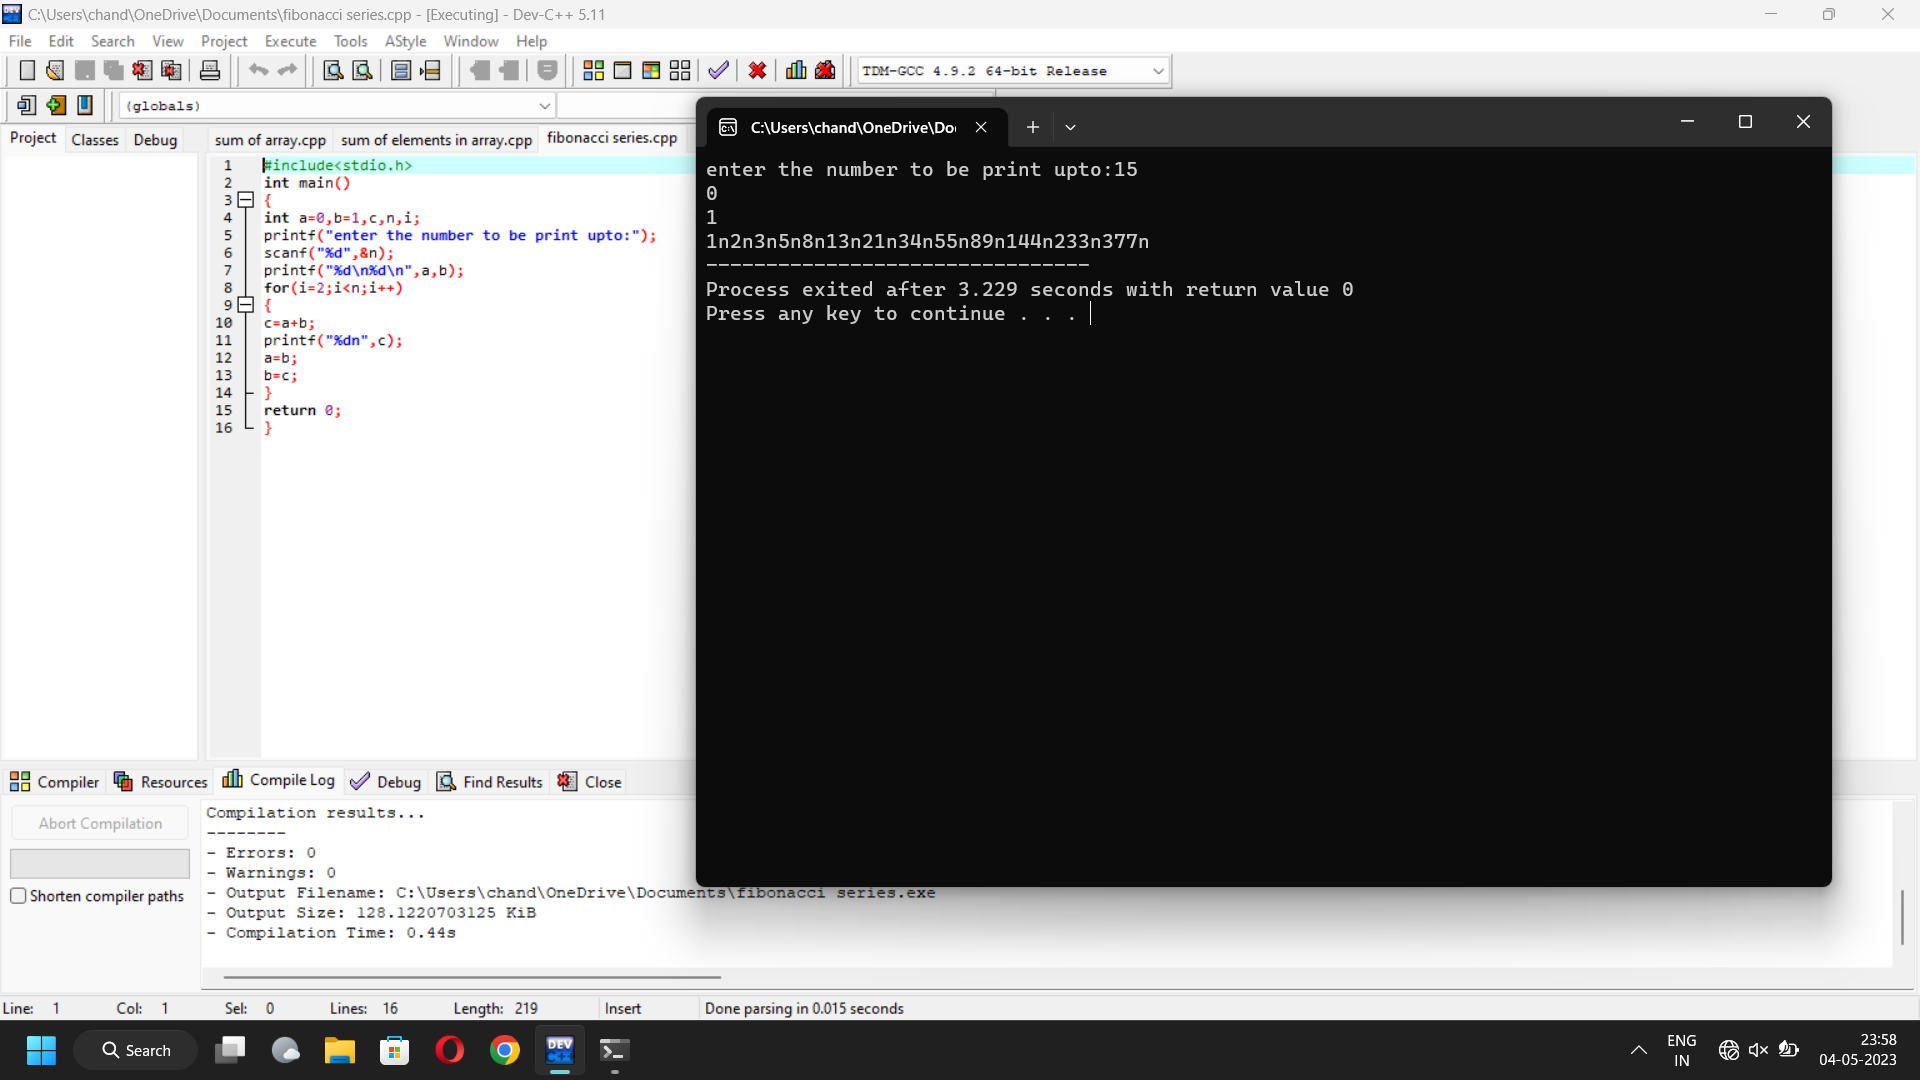 C:\Users\chand\OneDrive\Documents\fibonacci series.cpp - [Executing] - Dev-C++ 5.11
File Edit Search View Project Execute Tools AStyle Window Help
TDM-GCC 4.9.2 64-bit Release
(globals)
Project Classes Debug
sum of array.cpp sum of elements in array.cpp fibonacci series.cpp
1 #include<stdio.h>
2 int main()
3 {
4 int a=0,b=1,c,n,i;
5 printf("enter the number to be print upto:");
6 scanf("%d",&n);
7 printf("%d\n%d\n",a,b);
8 for(i=2;i<n;i++)
9 {
10 c=a+b;
11 printf("%dn",c);
12 a=b;
13 b=c;
14 }
15 return 0;
16 }
C:\Users\chand\OneDrive\Do
enter the number to be print upto:15
0
1
1n2n3n5n8n13n21n34n55n89n144n233n377n
--------------------------------
Process exited after 3.229 seconds with return value 0
Press any key to continue . . .
Compiler Resources Compile Log Debug Find Results Close
Abort Compilation
Shorten compiler paths
Compilation results...
--------
- Errors: 0
- Warnings: 0
- Output Filename: C:\Users\chand\OneDrive\Documents\fibonacci series.exe
- Output Size: 128.1220703125 KiB
- Compilation Time: 0.44s
Line: 1 Col: 1 Sel: 0 Lines: 16 Length: 219 Insert Done parsing in 0.015 seconds
Search
DEV C++
ENG
IN
23:58
04-05-2023